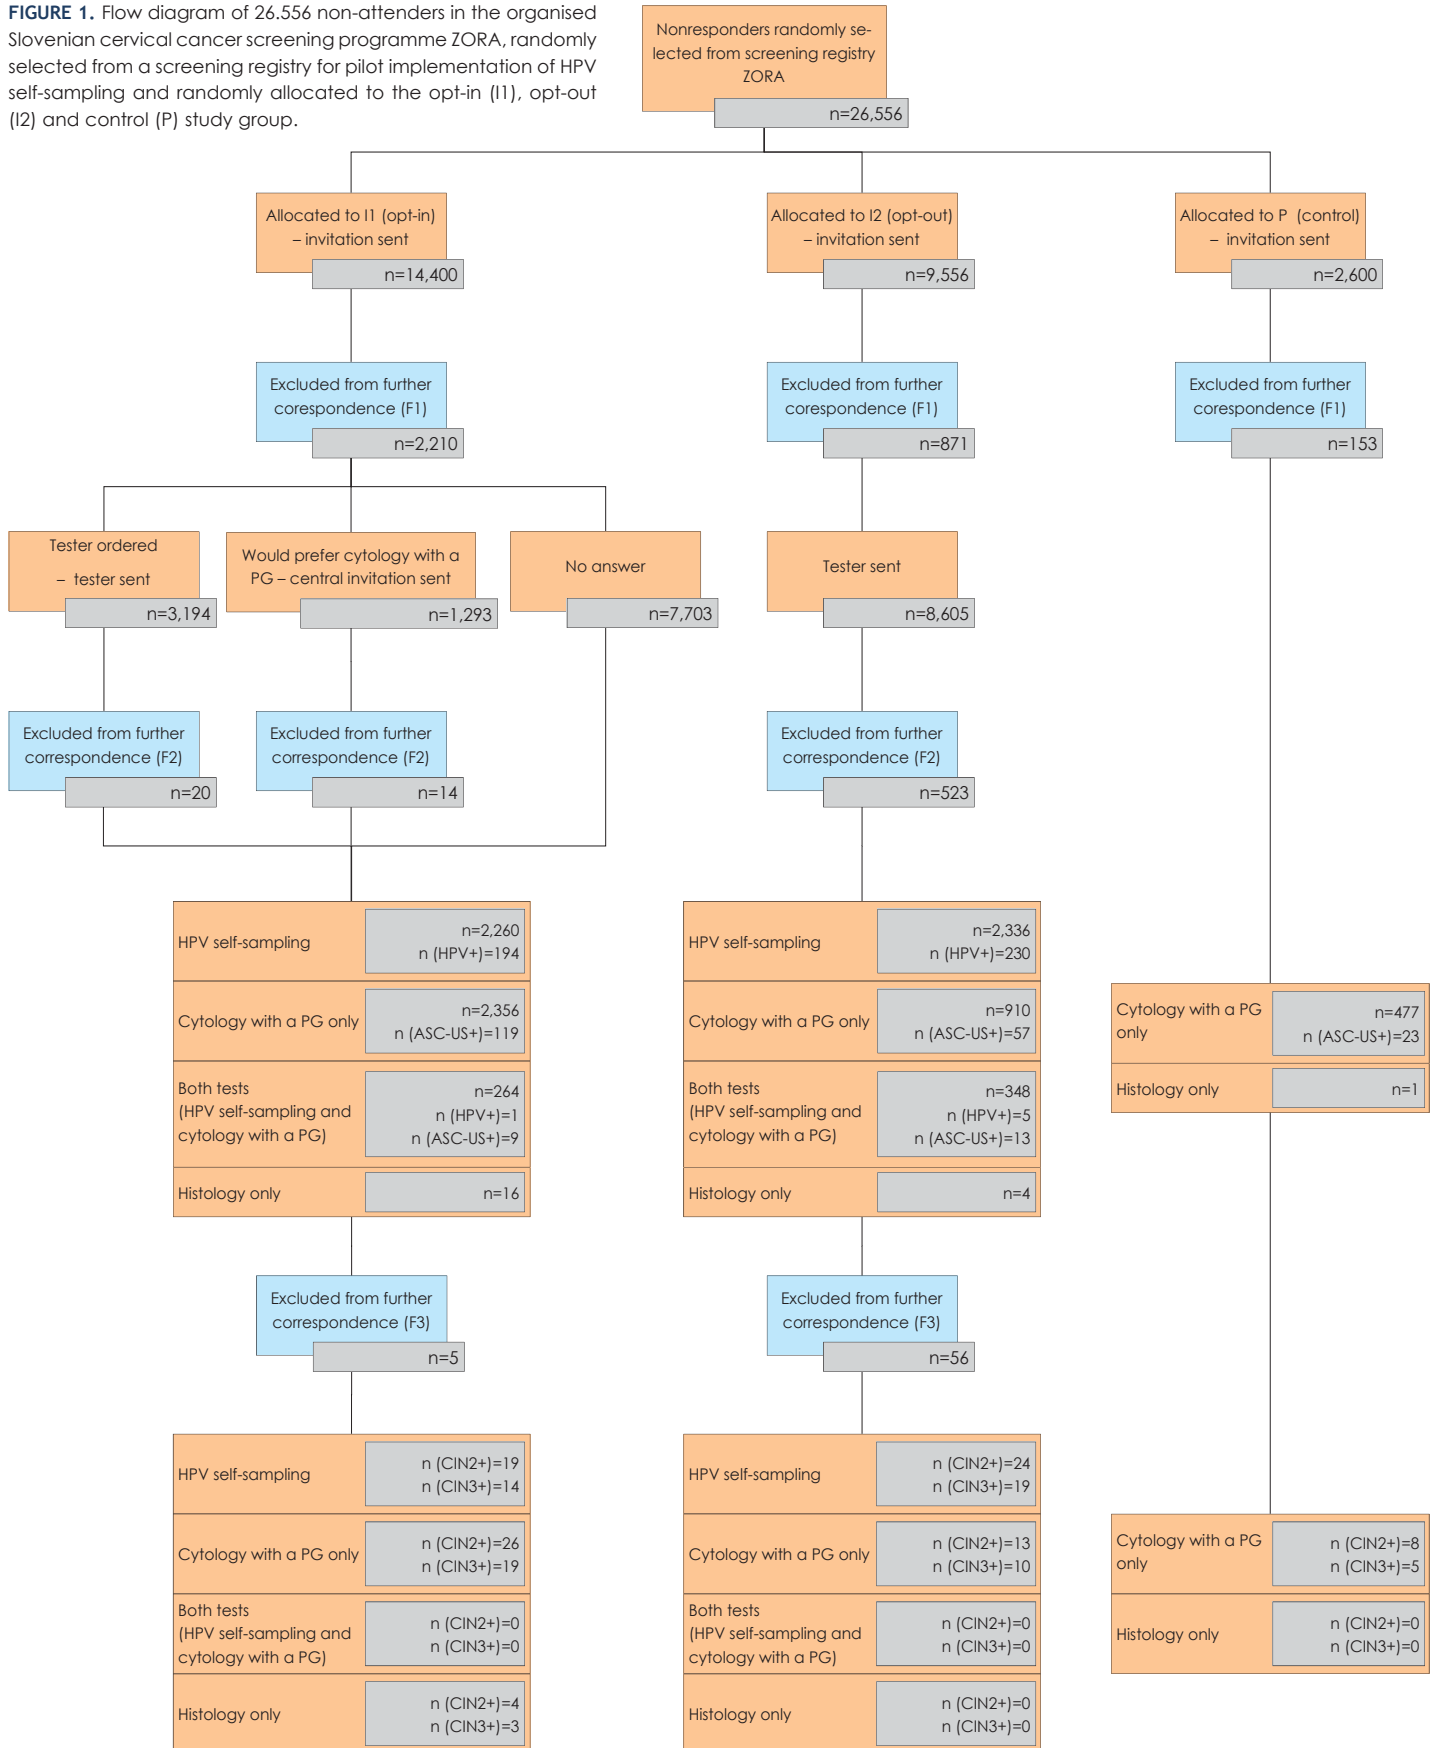 FIGURE 1. Flow diagram of 26.556 non-attenders in the organised
Slovenian cervical cancer screening programme ZORA, randomly
selected from a screening registry for pilot implementation of HPV
self-sampling and randomly allocated to the opt-in (I1), opt-out
(I2) and control (P) study group.
Nonresponders randomly se-
lected from screening registry
ZORA
n=26,556
Allocated to I1 (opt-in)
– invitation sent
n=14,400
Allocated to I2 (opt-out)
– invitation sent
n=9,556
Allocated to P (control)
– invitation sent
n=2,600
Excluded from further
corespondence (F1)
n=2,210
Excluded from further
corespondence (F1)
n=871
Excluded from further
corespondence (F1)
n=153
Tester ordered
– tester sent
n=3,194
Would prefer cytology with a
PG – central invitation sent
n=1,293
No answer
n=7,703
Tester sent
n=8,605
Excluded from further
correspondence (F2)
n=20
Excluded from further
correspondence (F2)
n=14
Excluded from further
correspondence (F2)
n=523
HPV self-sampling
n=2,260
n (HPV+)=194
Cytology with a PG only
n=2,356
n (ASC-US+)=119
Both tests
(HPV self-sampling and
cytology with a PG)
n=264
n (HPV+)=1
n (ASC-US+)=9
Histology only
n=16
HPV self-sampling
n=2,336
n (HPV+)=230
Cytology with a PG only
n=910
n (ASC-US+)=57
Both tests
(HPV self-sampling and
cytology with a PG)
n=348
n (HPV+)=5
n (ASC-US+)=13
Histology only
n=4
Cytology with a PG
only
n=477
n (ASC-US+)=23
Histology only
n=1
Excluded from further
correspondence (F3)
n=5
Excluded from further
correspondence (F3)
n=56
HPV self-sampling
n (CIN2+)=19
n (CIN3+)=14
Cytology with a PG only
n (CIN2+)=26
n (CIN3+)=19
Both tests
(HPV self-sampling and
cytology with a PG)
n (CIN2+)=0
n (CIN3+)=0
Histology only
n (CIN2+)=4
n (CIN3+)=3
HPV self-sampling
n (CIN2+)=24
n (CIN3+)=19
Cytology with a PG only
n (CIN2+)=13
n (CIN3+)=10
Both tests
(HPV self-sampling and
cytology with a PG)
n (CIN2+)=0
n (CIN3+)=0
Histology only
n (CIN2+)=0
n (CIN3+)=0
Cytology with a PG
only
n (CIN2+)=8
n (CIN3+)=5
Histology only
n (CIN2+)=0
n (CIN3+)=0